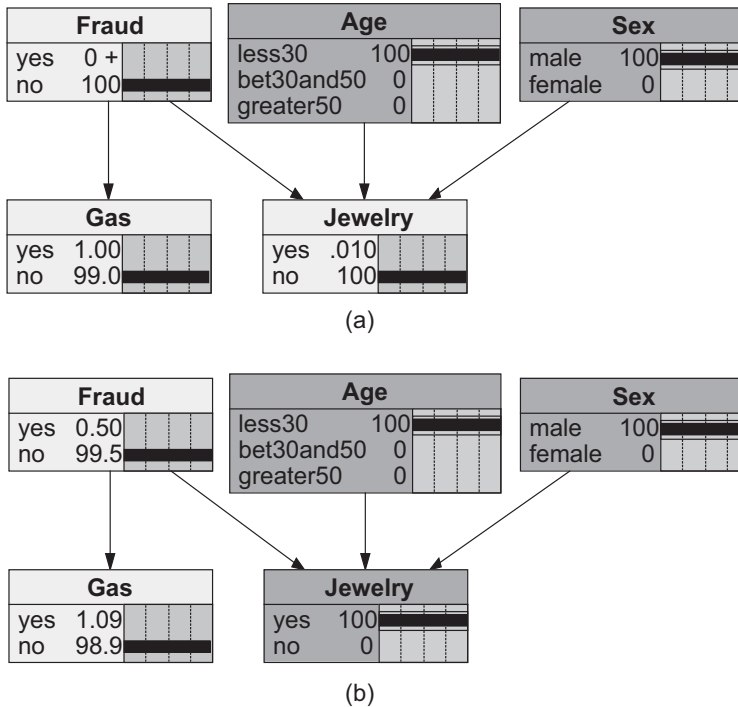 Fraud
yes 0 +
no 100
Age
less30 100
bet30and50 0
greater50 0
Sex
male 100
female 0
Gas
yes 1.00
no 99.0
Jewelry
yes .010
no 100
(a)
Fraud
yes 0.50
no 99.5
Age
less30 100
bet30and50 0
greater50 0
Sex
male 100
female 0
Gas
yes 1.09
no 98.9
Jewelry
yes 100
no 0
(b)